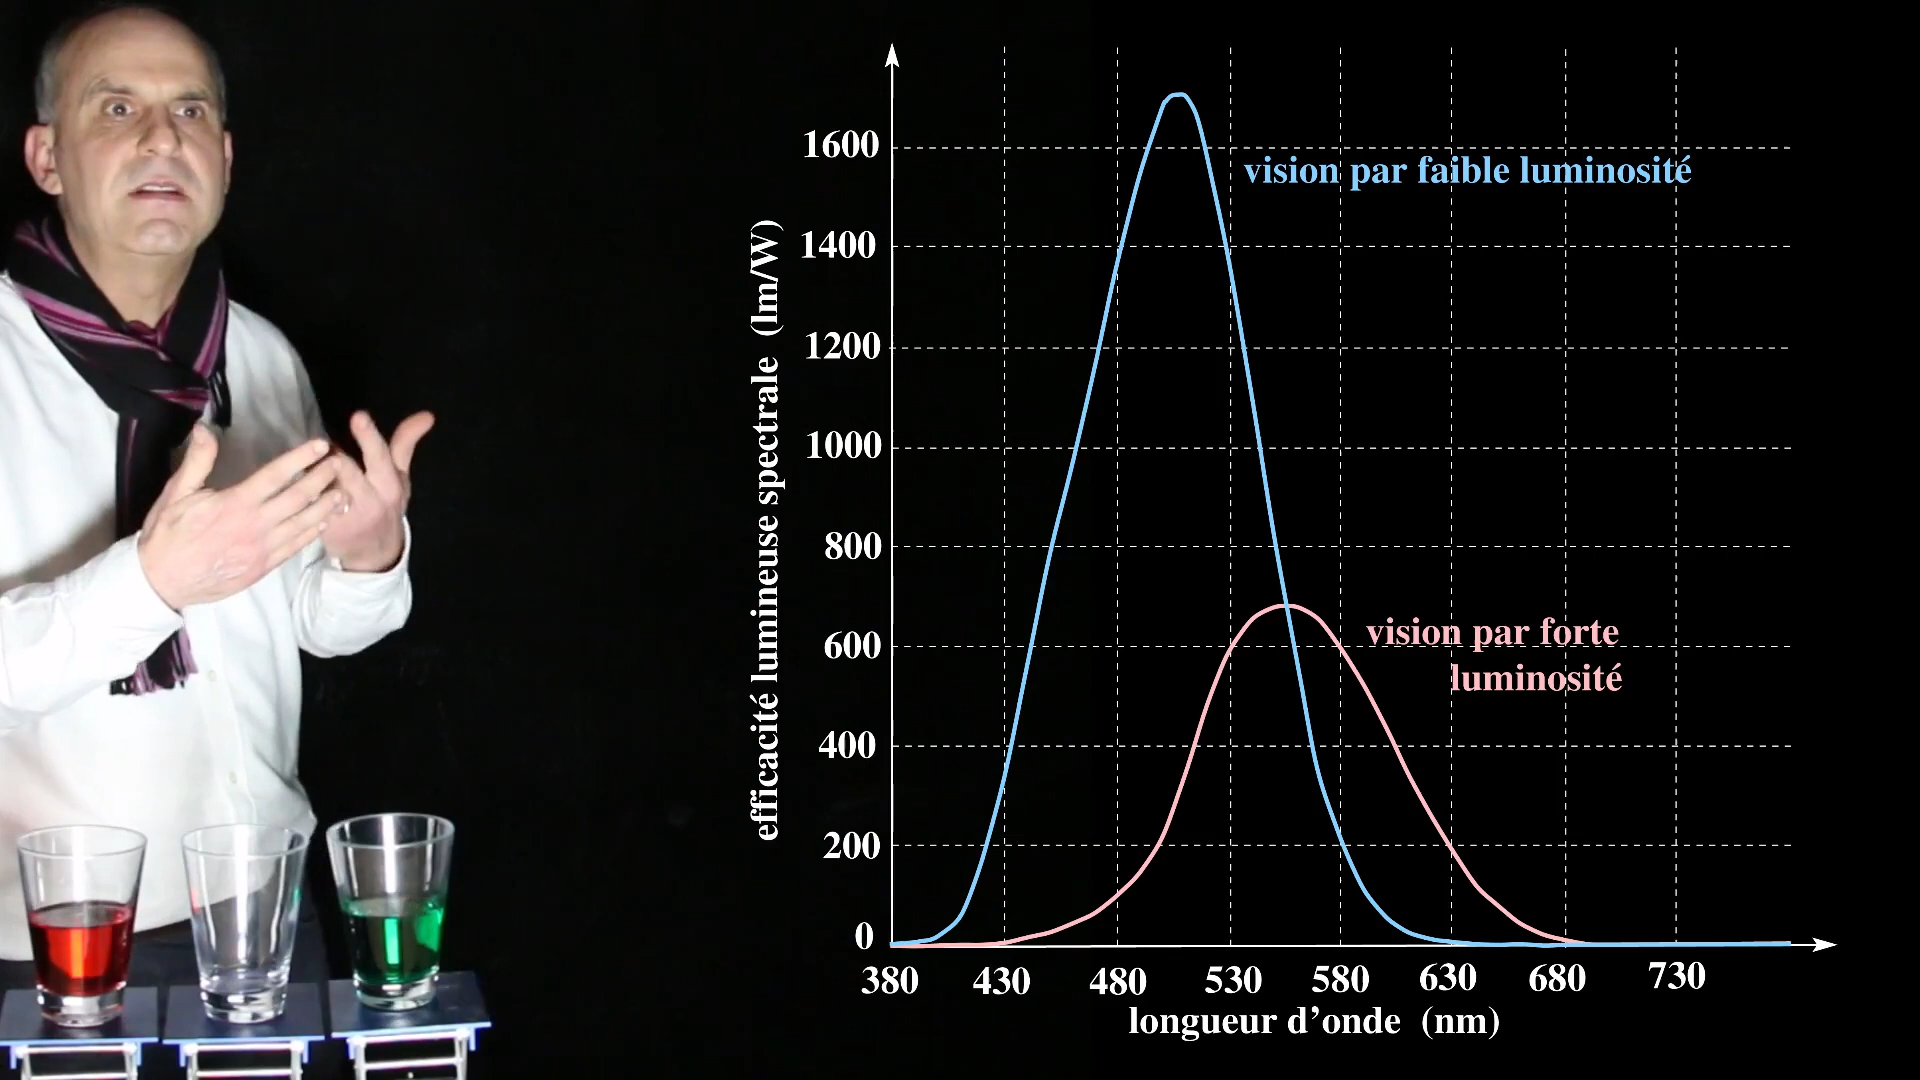 efficacité lumineuse spectrale (lm/W)
1600
1400
1200
1000
800
600
400
200
0
vision par faible luminosité
vision par forte
luminosité
380 430 480 530 580 630 680 730
longueur d'onde (nm)